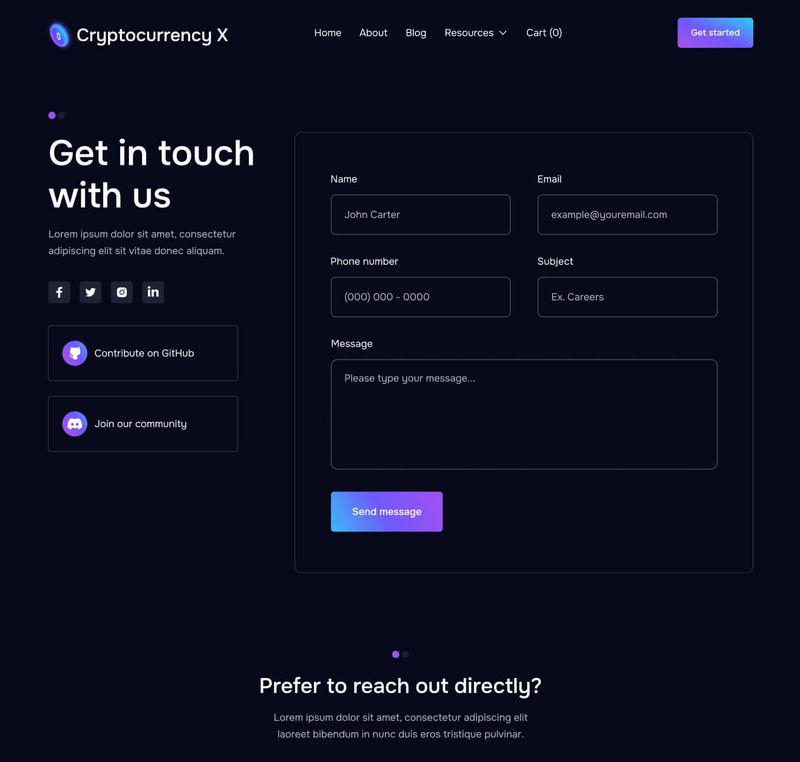 Cryptocurrency X
Home About Blog Resources Cart (0)
Get started
Get in touch
with us
Lorem ipsum dolor sit amet, consectetur
adipiscing elit sit vitae donec aliquam.
Contribute on GitHub
Join our community
Name
John Carter
Email
example@youremail.com
Phone number
(000) 000 - 0000
Subject
Ex. Careers
Message
Please type your message...
Send message
Prefer to reach out directly?
Lorem ipsum dolor sit amet, consectetur adipiscing elit
laoreet bibendum in nunc duis eros tristique pulvinar.